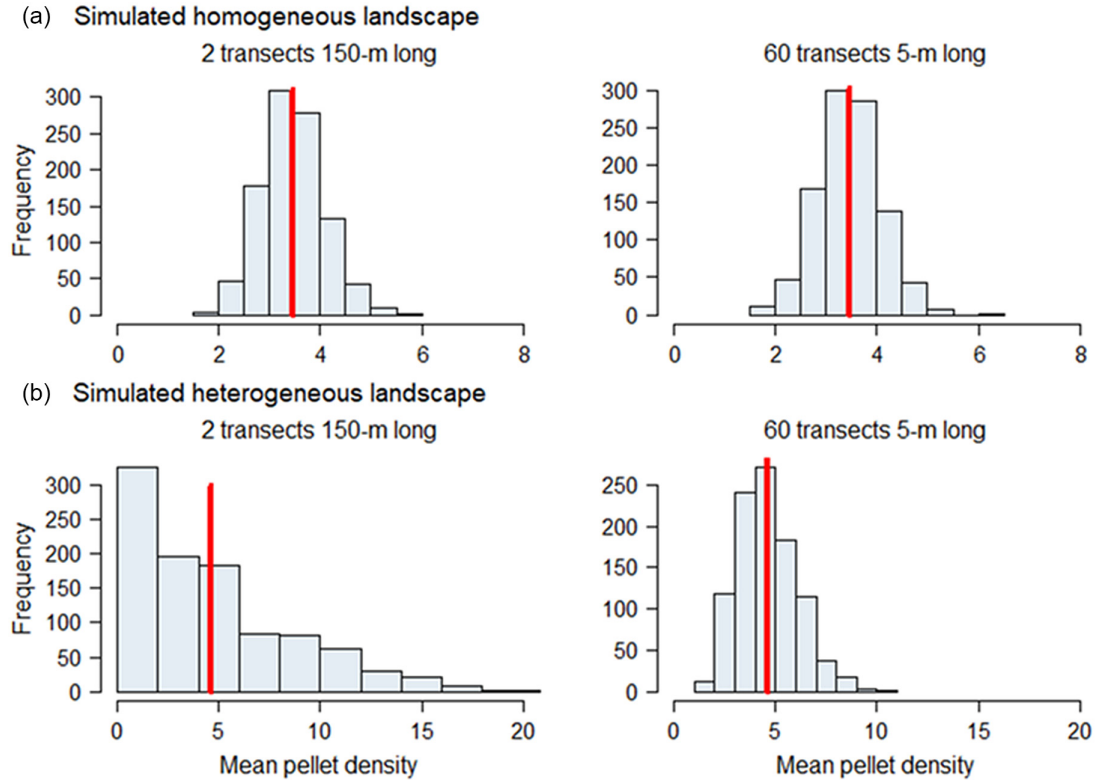 (a) Simulated homogeneous landscape
2 transects 150-m long
60 transects 5-m long
Frequency
300
250
200
150
100
50
0
0 2 4 6 8
300
250
200
150
100
50
0
0 2 4 6 8
(b) Simulated heterogeneous landscape
2 transects 150-m long
60 transects 5-m long
Frequency
300
250
200
150
100
50
0
0 5 10 15 20
Mean pellet density
250
200
150
100
50
0
0 5 10 15 20
Mean pellet density